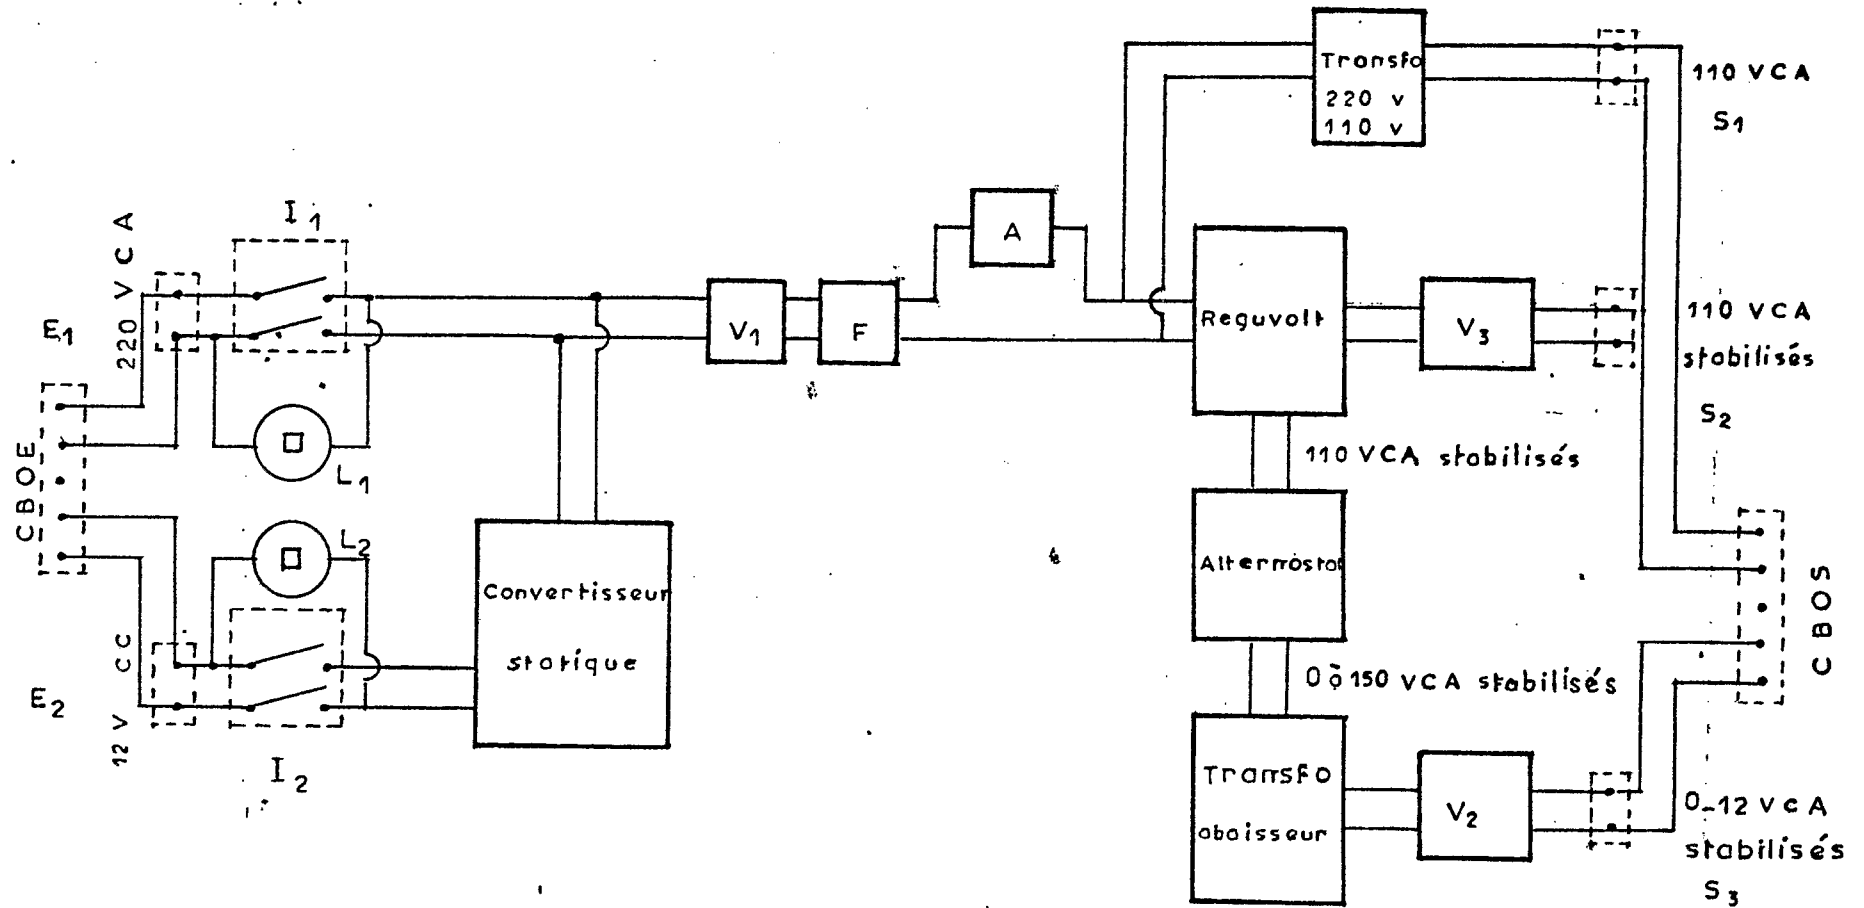 Transfo
220 v
110 v
110 VCA
S1
I1
A
E1
220 VCA
V1
F
Reguvolt
V3
110 VCA
stabilisés
S2
CBOE
L1
110 VCA stabilisés
L2
Convertisseur
statique
Alternostat
CBOS
E2
12 V CC
I2
0 à 150 VCA stabilisés
Transfo
abaisseur
V2
0-12 VCA
stabilisés
S3